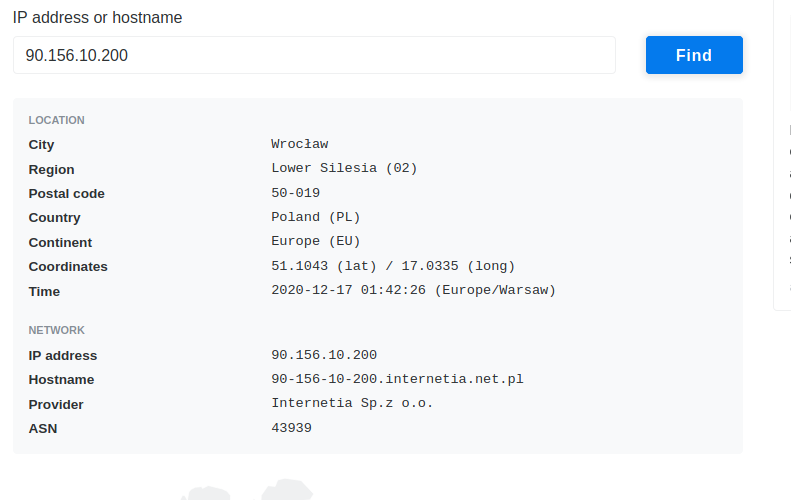 IP address or hostname
90.156.10.200
Find
LOCATION
City Wrocław
Region Lower Silesia (02)
Postal code 50-019
Country Poland (PL)
Continent Europe (EU)
Coordinates 51.1043 (lat) / 17.0335 (long)
Time 2020-12-17 01:42:26 (Europe/Warsaw)
NETWORK
IP address 90.156.10.200
Hostname 90-156-10-200.internetia.net.pl
Provider Internetia Sp.z o.o.
ASN 43939